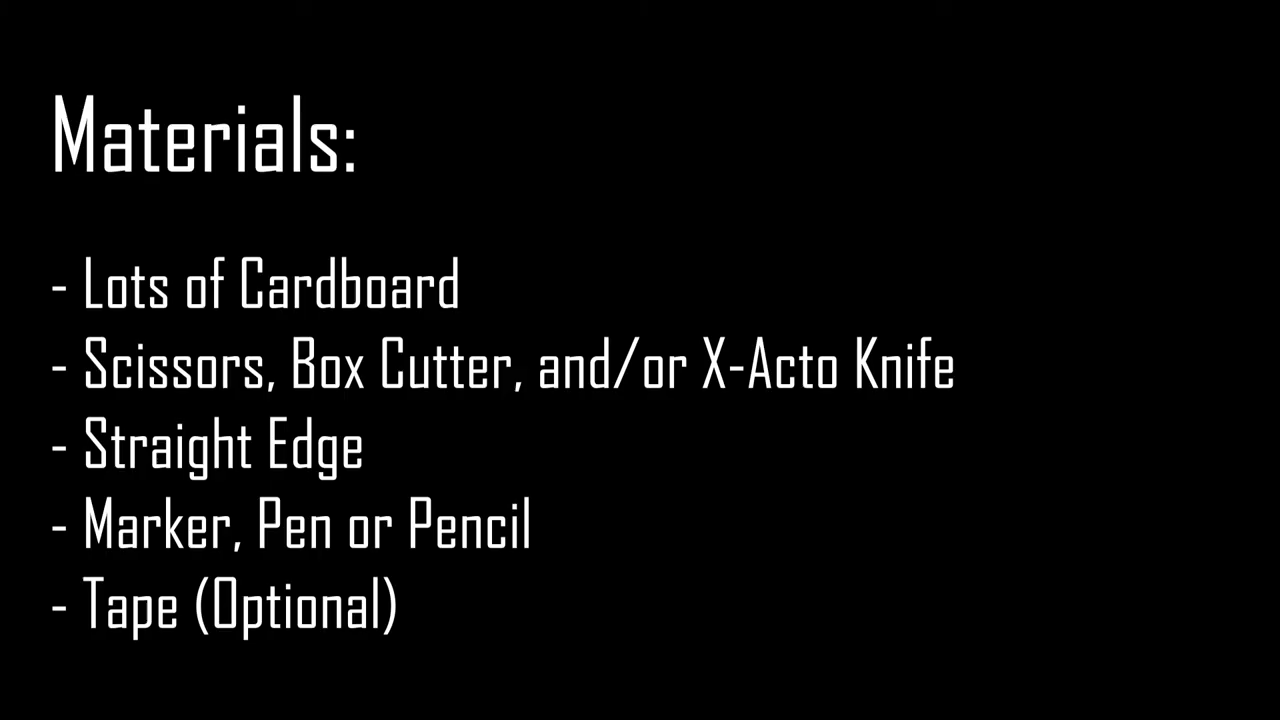 Materials:
- Lots of Cardboard
- Scissors, Box Cutter, and/or X-Acto Knife
- Straight Edge
- Marker, Pen or Pencil
- Tape (Optional)